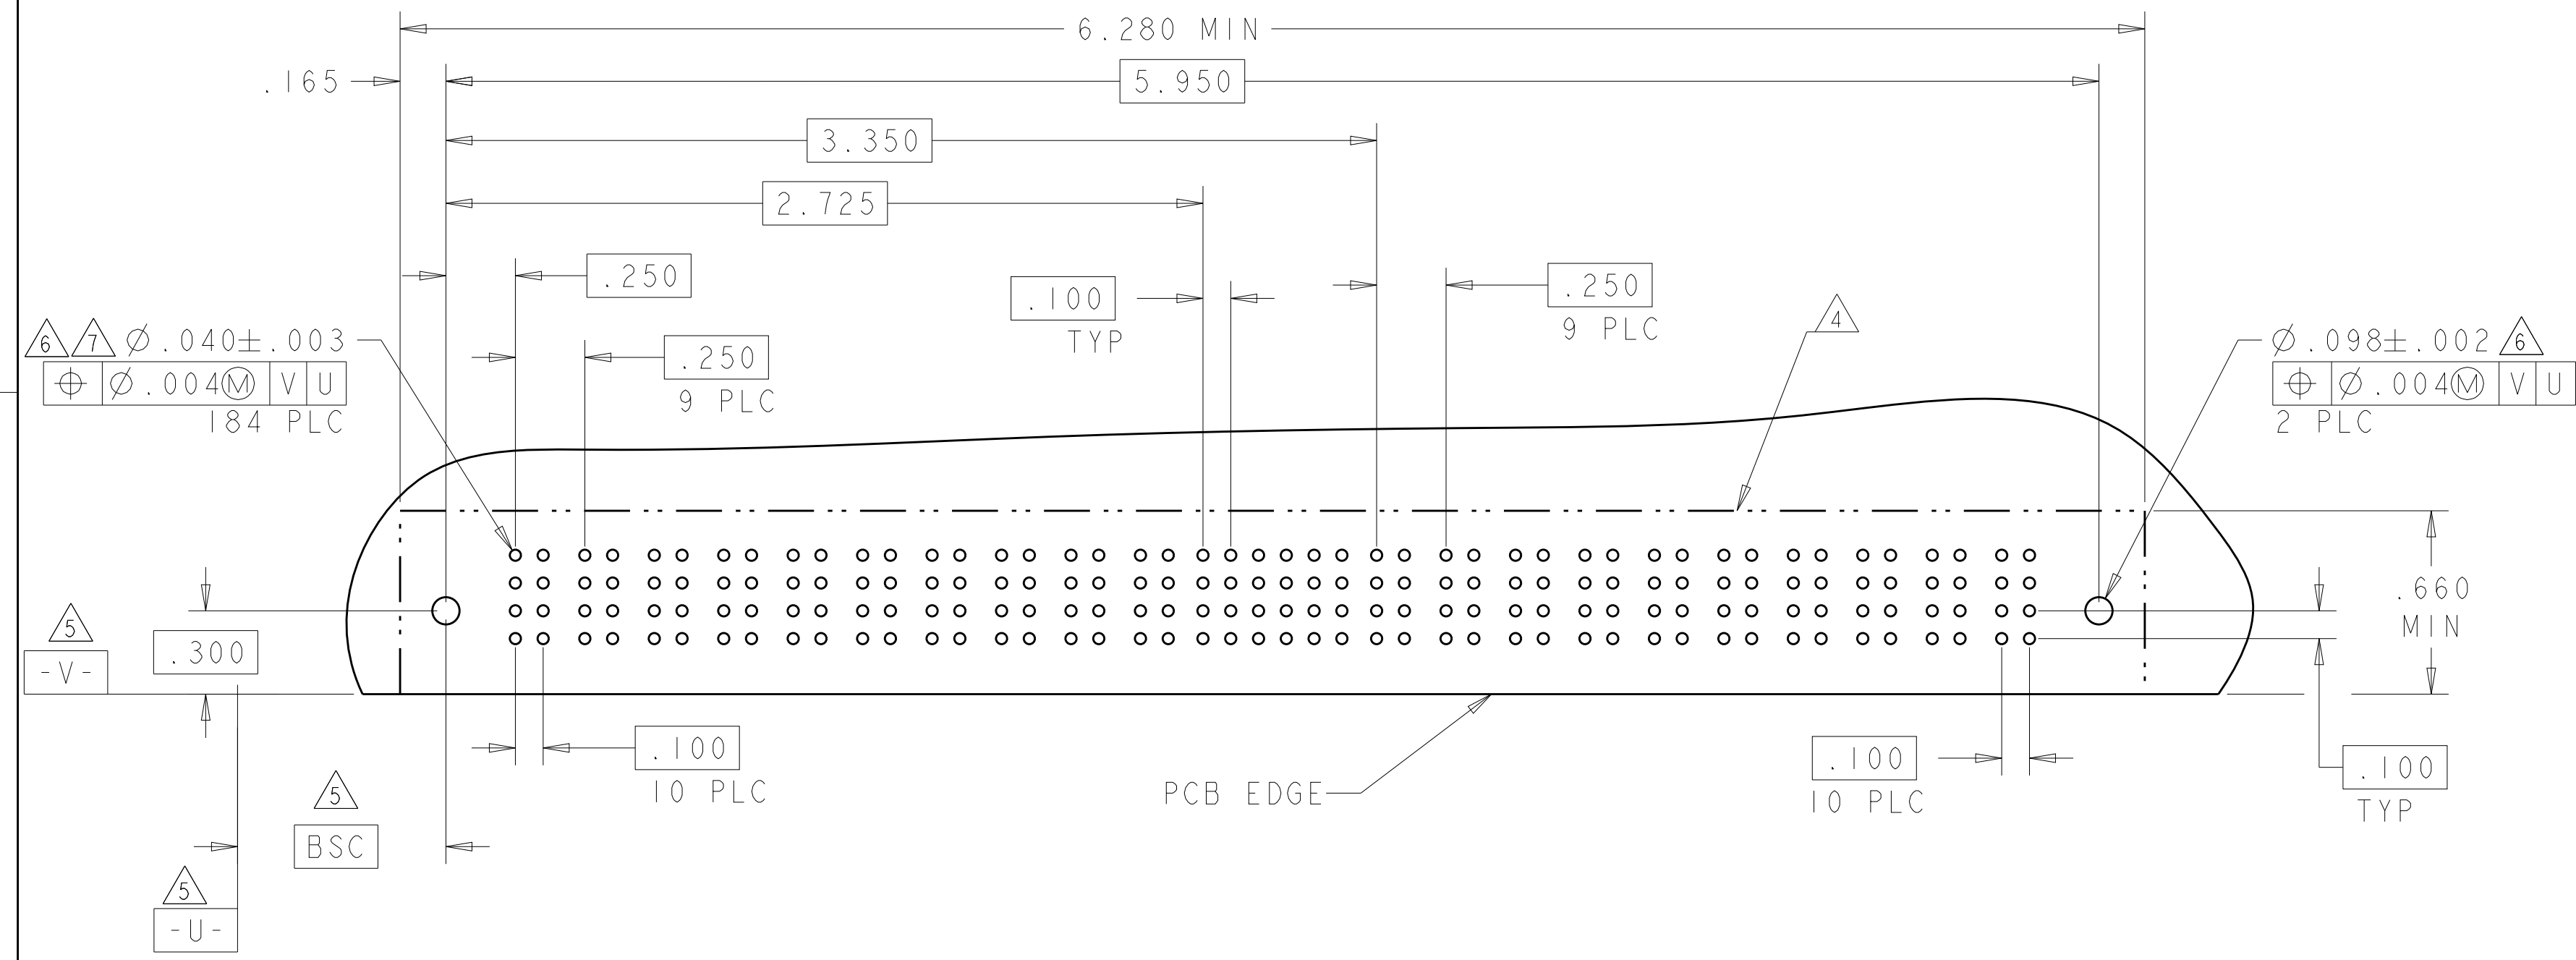 6.280 MIN
.165
5.950
3.350
2.725
.250
.100
TYP
.250
9 PLC
.250
9 PLC
4
6 7 Ø.040±.003
⌖ Ø.004Ⓜ V U
184 PLC
Ø.098±.002 6
⌖ Ø.004Ⓜ V U
2 PLC
.660
MIN
5
-V-
.300
.100
10 PLC
PCB EDGE
.100
10 PLC
.100
TYP
5
BSC
5
-U-